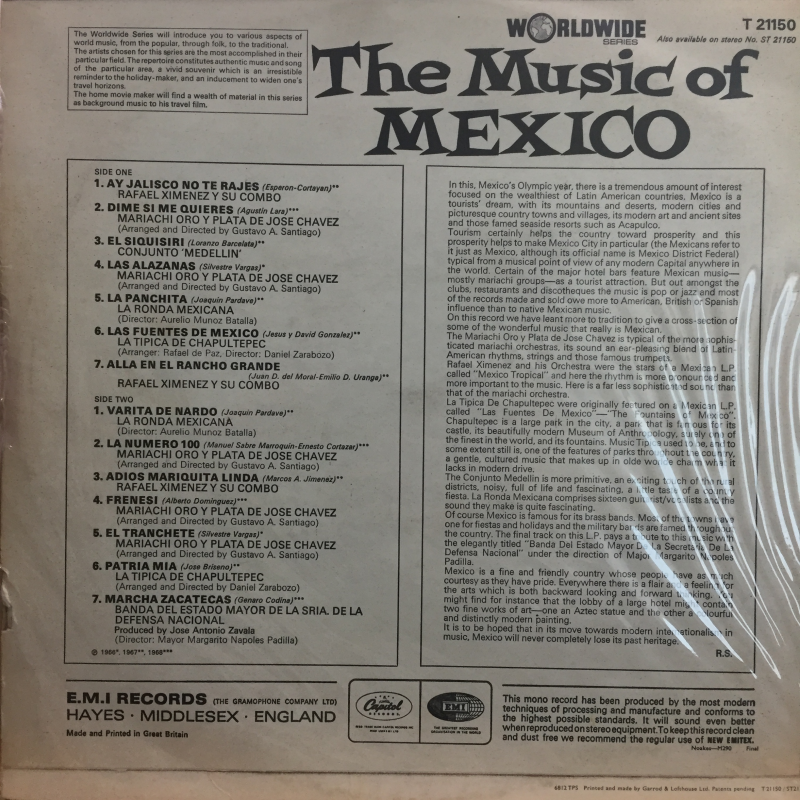 The Worldwide Series will introduce you to various aspects of
world music, from the popular, through folk, to the traditional.
The artists chosen for this series are the most accomplished in their
particular field. The repertoire constitutes authentic music and song
of the particular area, a vivid souvenir which is an irresistible
reminder to the holiday-maker, and an inducement to widen one's
travel horizons.
The home movie maker will find a wealth of material in this series
as background music to his travel film.
WORLDWIDE
SERIES
T 21150
Also available on stereo No. ST 21150
The Music of
MEXICO
SIDE ONE
1. AY JALISCO NO TE RAJES (Esperon-Cortayan)**
RAFAEL XIMENEZ Y SU COMBO
2. DIME SI ME QUIERES (Agustin Lara)***
MARIACHI ORO Y PLATA DE JOSE CHAVEZ
(Arranged and Directed by Gustavo A. Santiago)
3. EL SIQUISIRI (Loranzo Barcelata)**
CONJUNTO 'MEDELLIN'
4. LAS ALAZANAS (Silvestre Vargas)*
MARIACHI ORO Y PLATA DE JOSE CHAVEZ
(Arranged and Directed by Gustavo A. Santiago)
5. LA PANCHITA (Joaquin Pardave)**
LA RONDA MEXICANA
(Director: Aurelio Munoz Batalla)
6. LAS FUENTES DE MEXICO (Jesus y David Gonzalez)**
LA TIPICA DE CHAPULTEPEC
(Arranger: Rafael de Paz, Director: Daniel Zarabozo)
7. ALLA EN EL RANCHO GRANDE
(Juan D. del Moral-Emilio D. Uranga)**
RAFAEL XIMENEZ Y SU COMBO
SIDE TWO
1. VARITA DE NARDO (Joaquin Pardave)**
LA RONDA MEXICANA
(Director: Aurelio Munoz Batalla)
2. LA NUMERO 100 (Manuel Sabre Marroquin-Ernesto Cortazar)***
MARIACHI ORO Y PLATA DE JOSE CHAVEZ
(Arranged and Directed by Gustavo A. Santiago)
3. ADIOS MARIQUITA LINDA (Marcos A. Jimenez)**
RAFAEL XIMENEZ Y SU COMBO
4. FRENESI (Alberto Dominguez)***
(Arranged and Directed by Gustavo A. Santiago)
5. EL TRANCHETE (Silvestre Vargas)*
MARIACHI ORO Y PLATA DE JOSE CHAVEZ
(Arranged and Directed by Gustavo A. Santiago)
6. PATRIA MIA (Jose Briseno)**
LA TIPICA DE CHAPULTEPEC
(Arranged and Directed by Daniel Zarabozo)
7. MARCHA ZACATECAS (Genaro Codina)***
BANDA DEL ESTADO MAYOR DE LA SRIA. DE LA
DEFENSA NACIONAL
Produced by Jose Antonio Zavala
(Director: Mayor Margarito Napoles Padilla)
℗ 1966*, 1967**, 1968***
In this, Mexico's Olympic year, there is a tremendous amount of interest
focused on the wealthiest of Latin American countries, Mexico is a
tourists' dream, with its mountains and deserts, modern cities and
picturesque country towns and villages, its modern art and ancient sites
and those famed seaside resorts such as Acapulco.
Tourism certainly helps the country toward prosperity and this
prosperity helps to make Mexico City in particular (the Mexicans refer to
it just as Mexico, although its official name is Mexico District Federal)
typical from a musical point of view of any modern Capital anywhere in
the world. Certain of the major hotel bars feature Mexican music—
mostly mariachi groups—as a tourist attraction. But out amongst the
clubs, restaurants and discotheques the music is pop or jazz and most
of the records made and sold owe more to American, British or Spanish
influence than to native Mexican music.
On this record we have leant more to tradition to give a cross-section of
some of the wonderful music that really is Mexican.
The Mariachi Oro y Plata de Jose Chavez is typical of the more sophis-
ticated mariachi orchestras, its sound an ear-pleasing blend of Latin-
American rhythms, strings and those famous trumpets.
Rafael Ximenez and his Orchestra were the stars of a Mexican L.P.
called "Mexico Tropical" and here the rhythm is more pronounced and
more important to the music. Here is a far less sophisticated sound than
that of the mariachi orchestra.
La Tipica De Chapultepec were originally featured on a Mexican L.P.
called "Las Fuentes De Mexico"—"The Fountains of Mexico".
Chapultepec is a large park in the city, a park that is famous for its
castle, its beautifully modern Museum of Anthropology, surely one of
the finest in the world, and its fountains. Music Tipica used to be, and to
some extent still is, one of the features of parks throughout the country,
a gentle, cultured music that makes up in olde worlde charm what it
lacks in modern drive.
The Conjunto Medellin is more primitive, an exciting touch of the rural
districts, noisy, full of life and fascinating, a little taste of a country
fiesta. La Ronda Mexicana comprises sixteen guitarist/vocalists and the
sound they make is quite fascinating.
Of course Mexico is famous for its brass bands. Most of the towns have
one for fiestas and holidays and the military bands are famed throughout
the country. The final track on this L.P. pays a tribute to this music with
the elegantly titled "Banda Del Estado Mayor De La Secretaria De La
Defensa Nacional" under the direction of Major Margarito Napoles
Padilla.
Mexico is a fine and friendly country whose people have as much
courtesy as they have pride. Everywhere there is a flair and a feeling for
the arts which is both backward looking and forward thinking. You
might find for instance that the lobby of a large hotel might contain
two fine works of art—one an Aztec statue and the other a colourful
and distinctly modern painting.
It is to be hoped that in its move towards modern internationalism in
music, Mexico will never completely lose its past heritage.
R.S.
E.M.I RECORDS (THE GRAMOPHONE COMPANY LTD)
HAYES · MIDDLESEX · ENGLAND
Made and Printed in Great Britain
Capitol
RECORDS
EMI
THE GREATEST RECORDING
ORGANISATION IN THE WORLD
This mono record has been produced by the most modern
techniques of processing and manufacture and conforms to
the highest possible standards. It will sound even better
when reproduced on stereo equipment. To keep this record clean
and dust free we recommend the regular use of NEW EMITEX.
Final
6812 TPS Printed and made by Garrod & Lofthouse Ltd. Patents pending T 21150